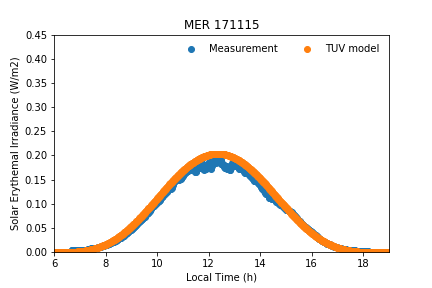 MER 171115
Measurement TUV model
Solar Erythemal Irradiance (W/m2)
0.45
0.40
0.35
0.30
0.25
0.20
0.15
0.10
0.05
0.00
6 8 10 12 14 16 18
Local Time (h)